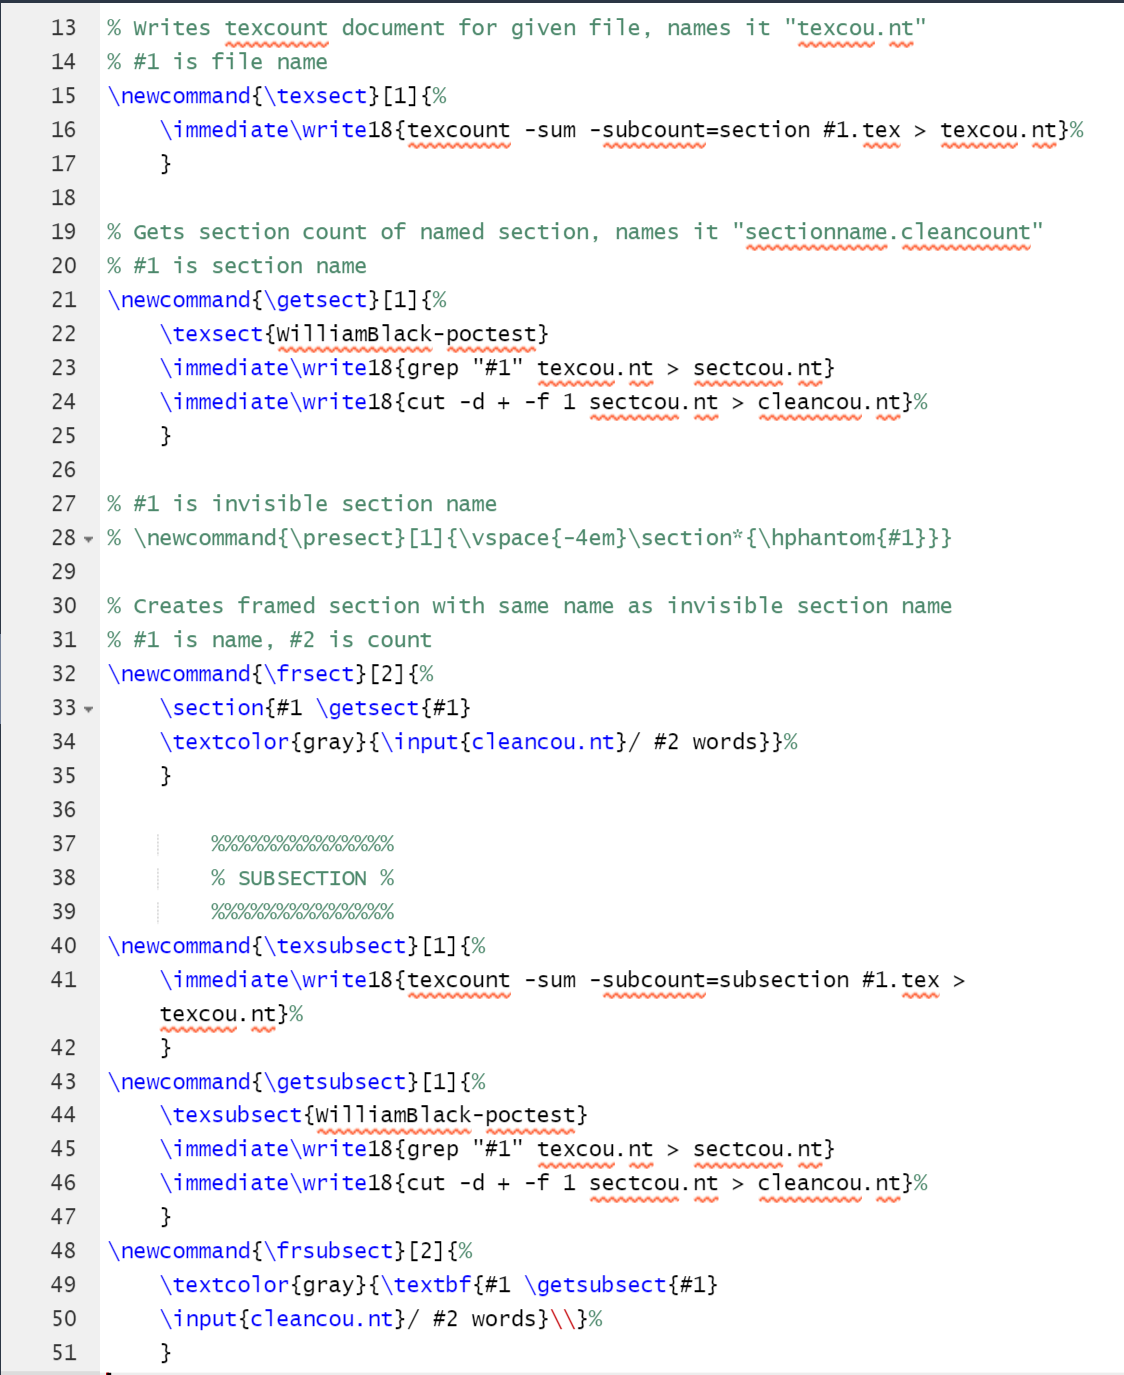 13 % Writes texcount document for given file, names it "texcou.nt"
14 % #1 is file name
15 \newcommand{\texsect}[1]{%
16     \immediate\write18{texcount -sum -subcount=section #1.tex > texcou.nt}%
17     }
18
19 % Gets section count of named section, names it "sectionname.cleancount"
20 % #1 is section name
21 \newcommand{\getsect}[1]{%
22     \texsect{WilliamBlack-poctest}
23     \immediate\write18{grep "#1" texcou.nt > sectcou.nt}
24     \immediate\write18{cut -d + -f 1 sectcou.nt > cleancou.nt}%
25     }
26
27 % #1 is invisible section name
28 % \newcommand{\presect}[1]{\vspace{-4em}\section*{\hphantom{#1}}}
29
30 % Creates framed section with same name as invisible section name
31 % #1 is name, #2 is count
32 \newcommand{\frsect}[2]{%
33     \section{#1 \getsect{#1}
34     \textcolor{gray}{\input{cleancou.nt}/ #2 words}}%
35     }
36
37         %%%%%%%%%%%%%%
38         % SUBSECTION %
39         %%%%%%%%%%%%%%
40 \newcommand{\texsubsect}[1]{%
41     \immediate\write18{texcount -sum -subcount=subsection #1.tex >
    texcou.nt}%
42     }
43 \newcommand{\getsubsect}[1]{%
44     \texsubsect{WilliamBlack-poctest}
45     \immediate\write18{grep "#1" texcou.nt > sectcou.nt}
46     \immediate\write18{cut -d + -f 1 sectcou.nt > cleancou.nt}%
47     }
48 \newcommand{\frsubsect}[2]{%
49     \textcolor{gray}{\textbf{#1 \getsubsect{#1}
50     \input{cleancou.nt}/ #2 words}\\}%
51     }